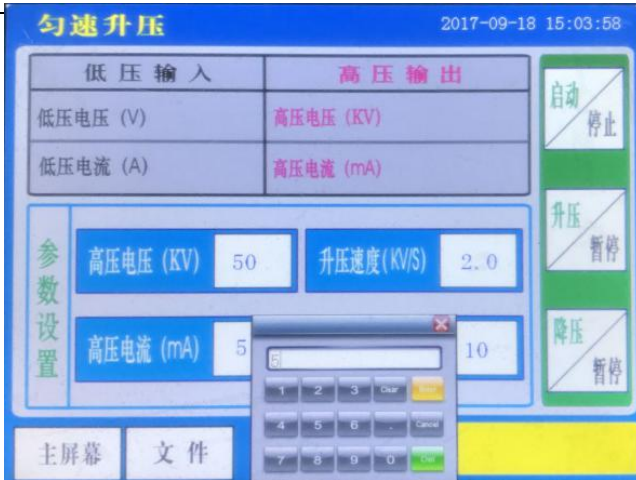 匀速升压 2017-09-18 15:03:58
低压输入 高压输出
低压电压 (V) 高压电压 (KV)
低压电流 (A) 高压电流 (mA)
启动/停止
升压/暂停
降压/暂停
参数设置
高压电压 (KV) 50 升压速度(KV/S) 2.0
高压电流 (mA) 5 10
5
1 2 3 Clear
4 5 6 . Cancel
7 8 9 0
主屏幕 文件